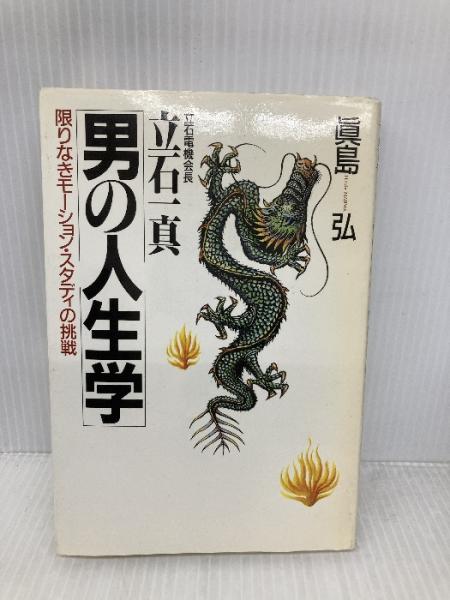 眞島弘
立石電機会長
立石一真
[男の人生学]
限りなきモーション・スタディの挑戦